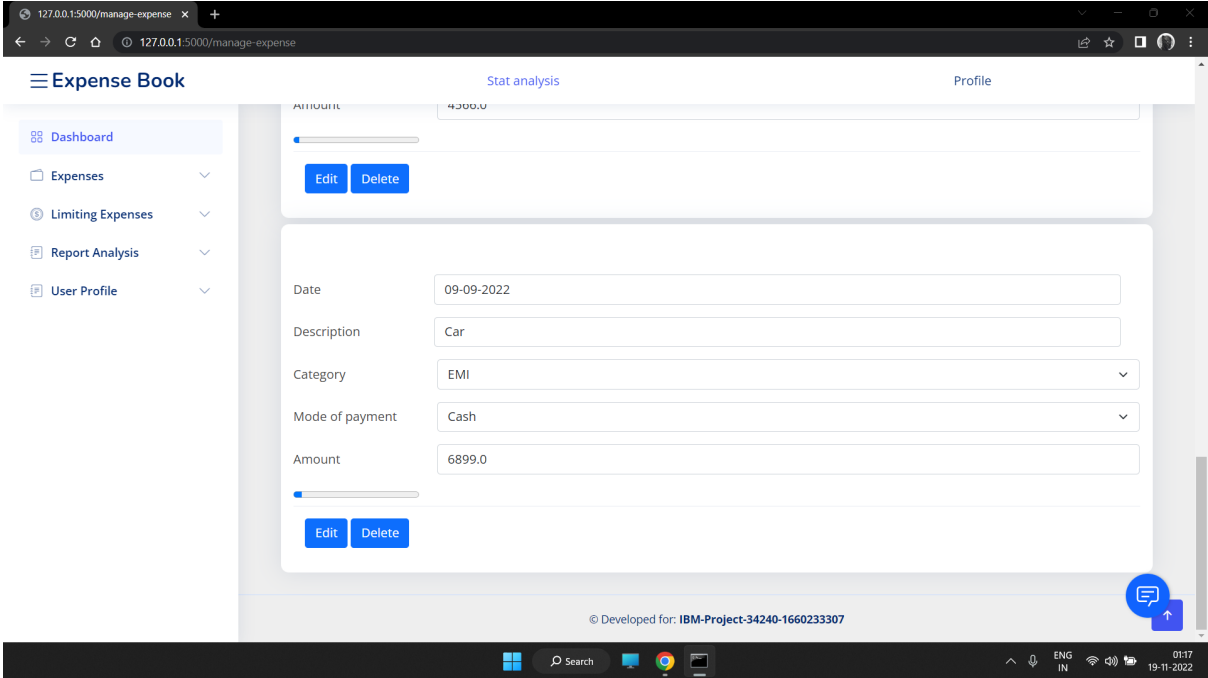 127.0.0.1:5000/manage-expense
127.0.0.1:5000/manage-expense
Expense Book
Stat analysis
Profile
Dashboard
Expenses
Limiting Expenses
Report Analysis
User Profile
Amount
4566.0
Edit
Delete
Date
09-09-2022
Description
Car
Category
EMI
Mode of payment
Cash
Amount
6899.0
Edit
Delete
© Developed for: IBM-Project-34240-1660233307
Search
ENG
IN
01:17
19-11-2022